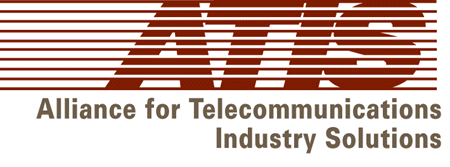 ATIS
Alliance for Telecommunications
Industry Solutions